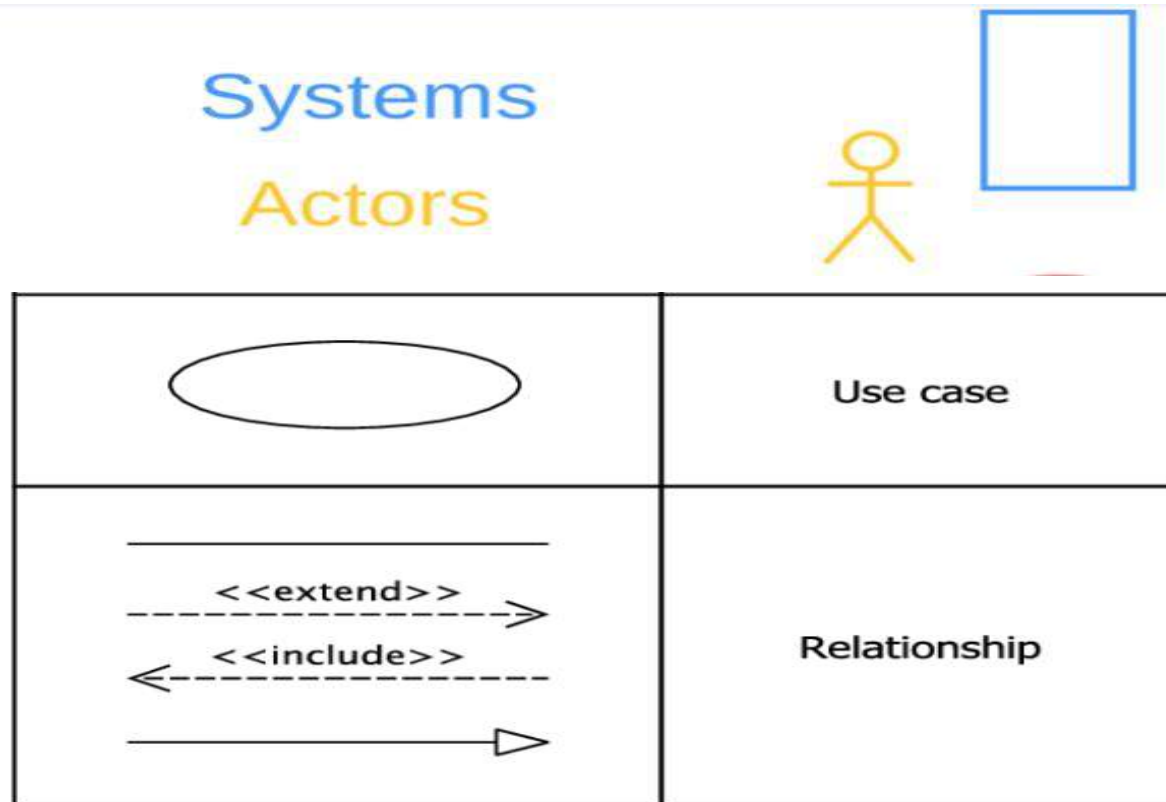 Systems
Actors
Use case
<<extend>>
<<include>>
Relationship